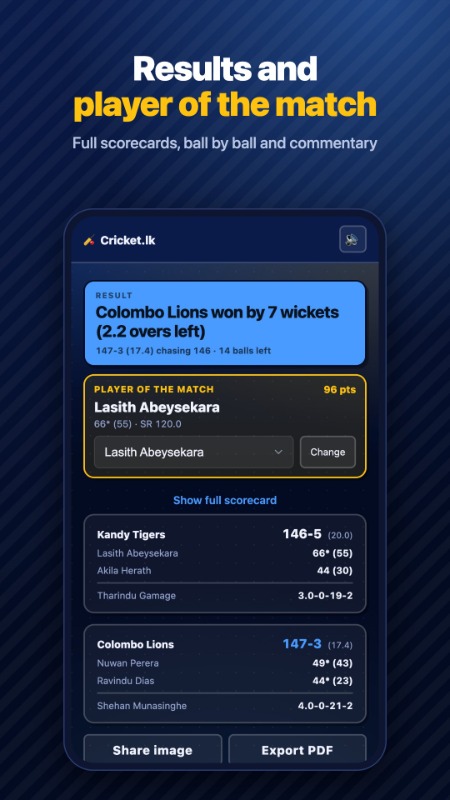 Results and
player of the match
Full scorecards, ball by ball and commentary
Cricket.lk
RESULT
Colombo Lions won by 7 wickets
(2.2 overs left)
147-3 (17.4) chasing 146 · 14 balls left
PLAYER OF THE MATCH 96 pts
Lasith Abeysekara
66* (55) · SR 120.0
Lasith Abeysekara Change
Show full scorecard
Kandy Tigers 146-5 (20.0)
Lasith Abeysekara 66* (55)
Akila Herath 44 (30)
Tharindu Gamage 3.0-0-19-2
Colombo Lions 147-3 (17.4)
Nuwan Perera 49* (43)
Ravindu Dias 44* (23)
Shehan Munasinghe 4.0-0-21-2
Share image Export PDF